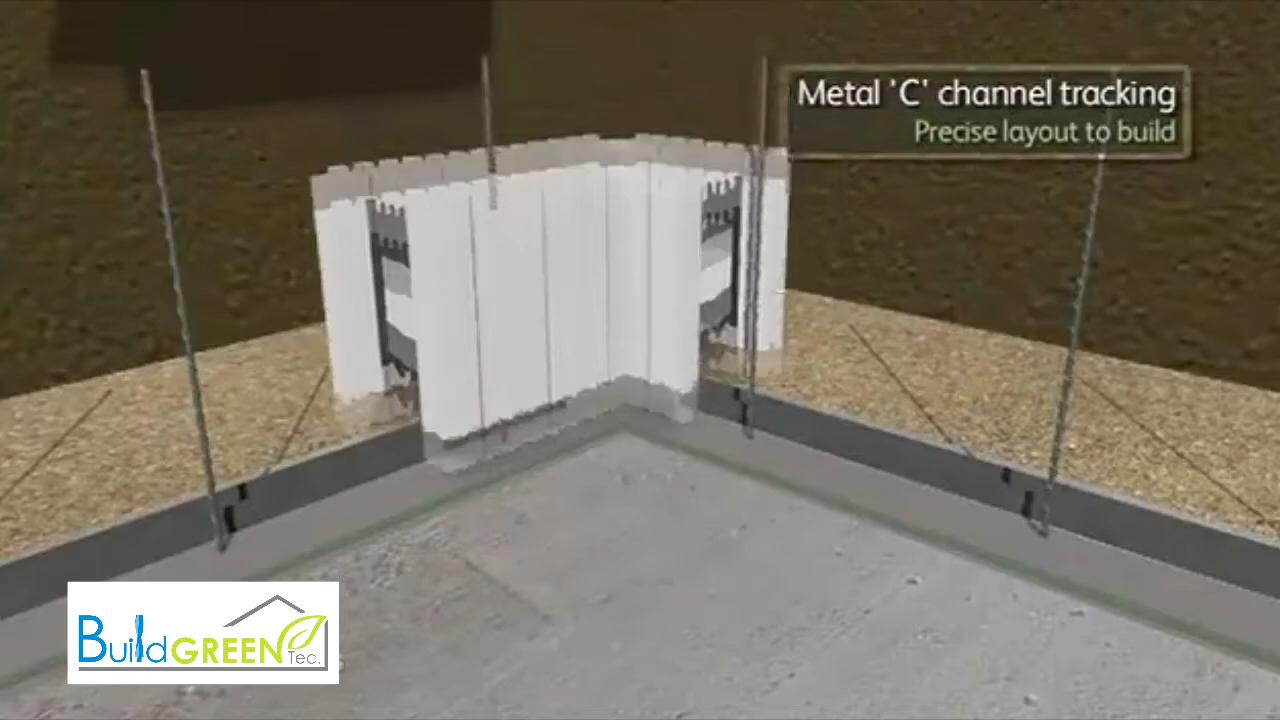 Metal 'C' channel tracking
Precise layout to build
BuildGREEN Tec.